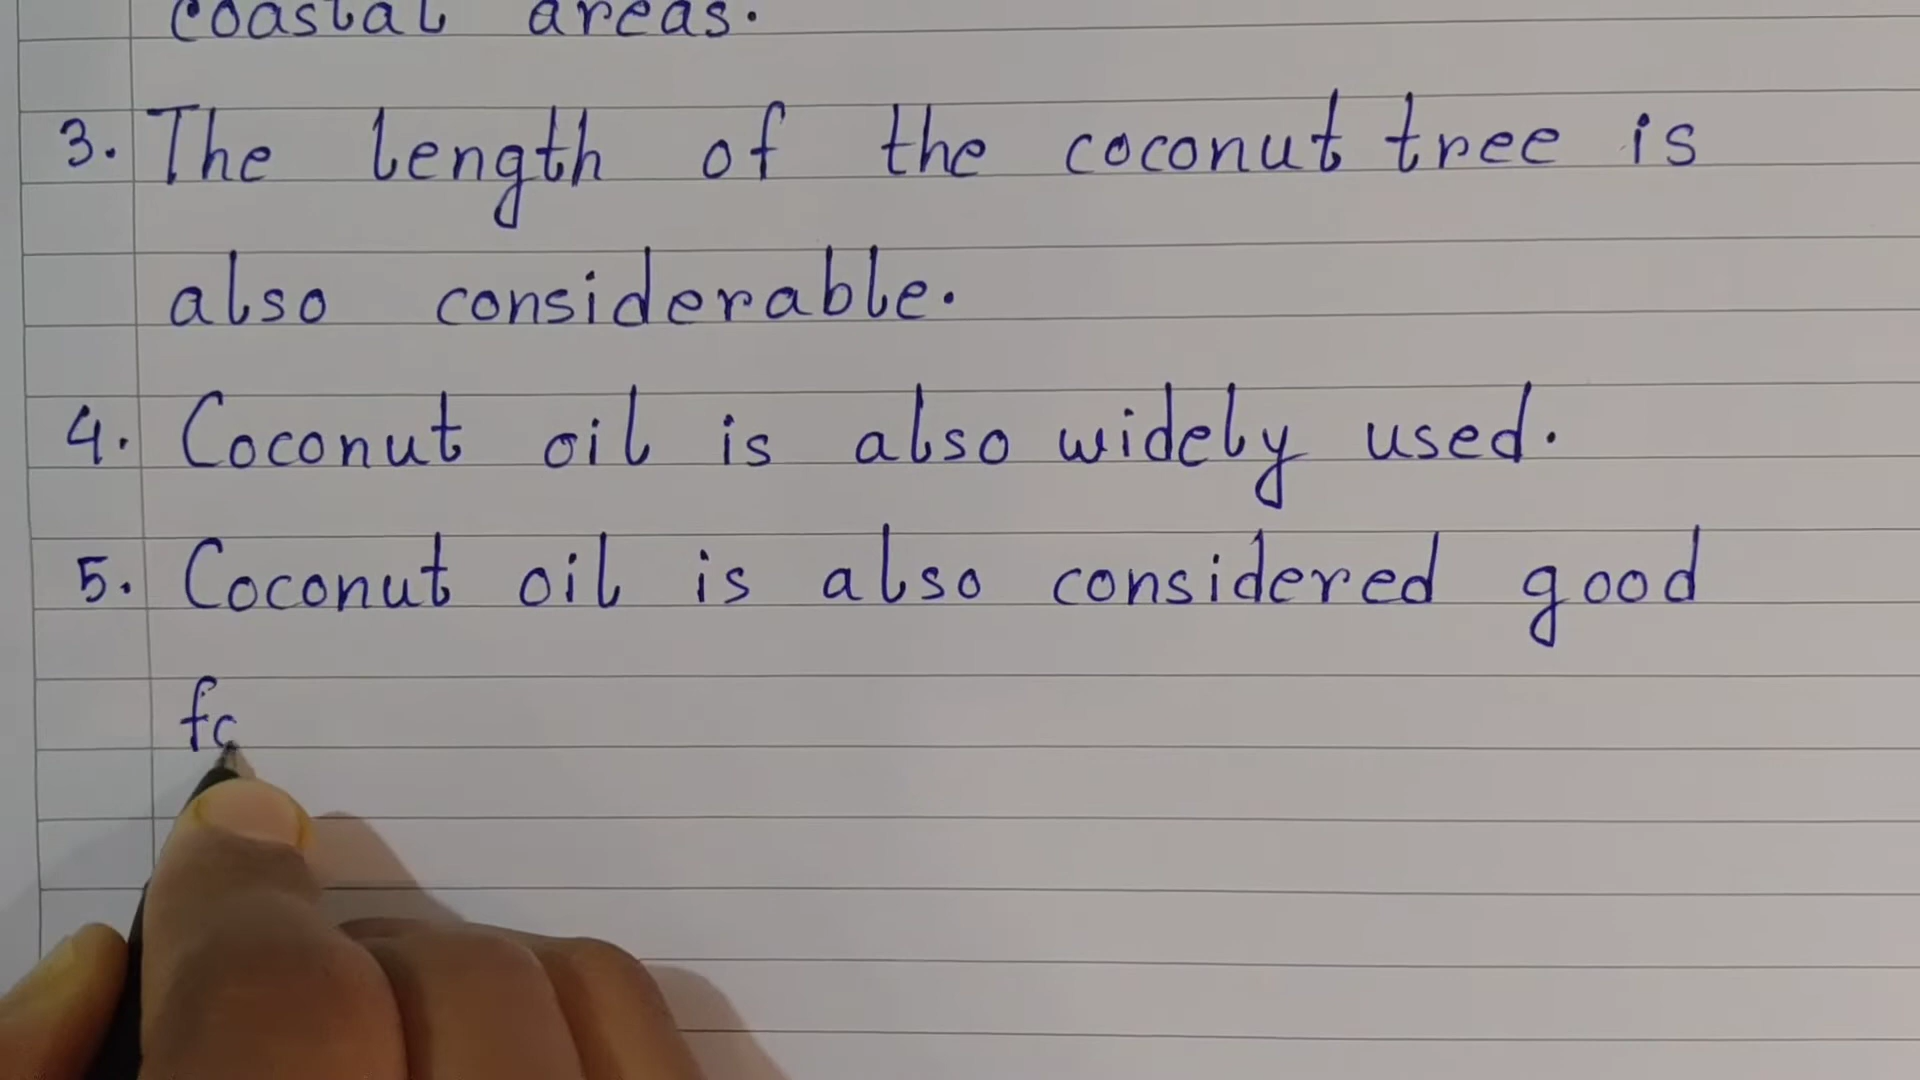 coastal areas.
3. The length of the coconut tree is
also considerable.
4. Coconut oil is also widely used.
5. Coconut oil is also considered good